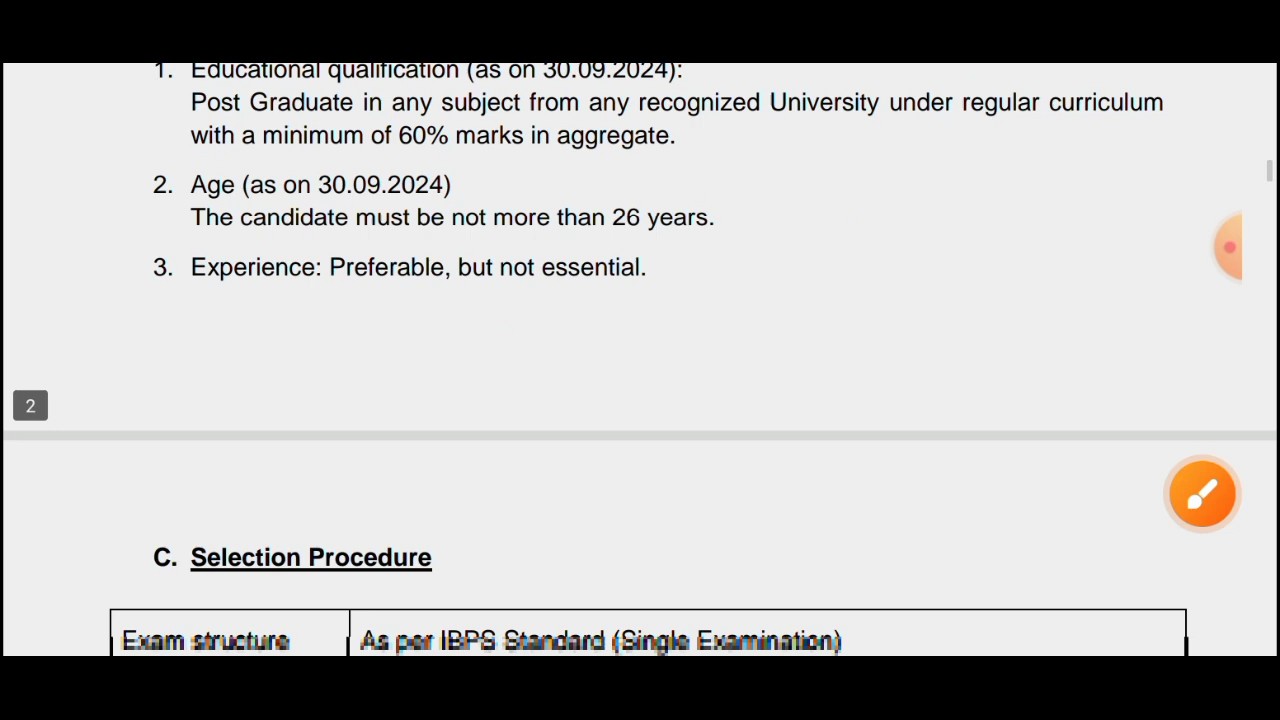 1. Educational qualification (as on 30.09.2024):
Post Graduate in any subject from any recognized University under regular curriculum
with a minimum of 60% marks in aggregate.
2. Age (as on 30.09.2024)
The candidate must be not more than 26 years.
3. Experience: Preferable, but not essential.
2
C. Selection Procedure
Exam structure As per IBPS Standard (Single Examination)